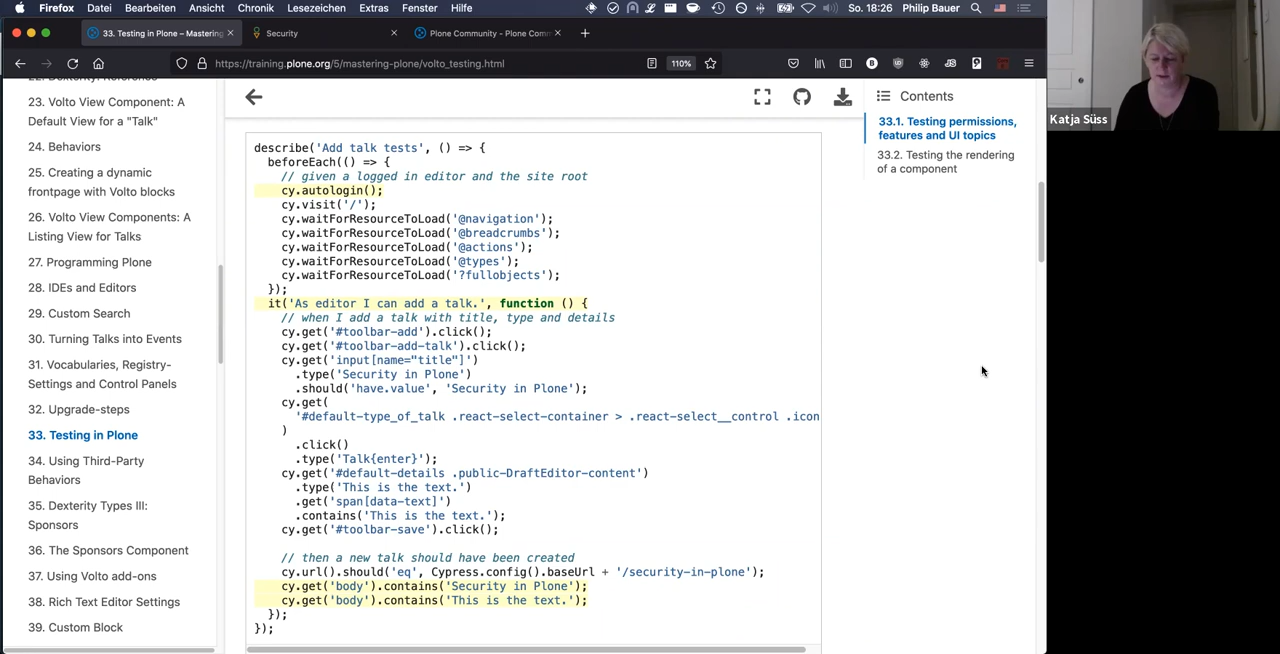 Firefox Datei Bearbeiten Ansicht Chronik Lesezeichen Extras Fenster Hilfe So. 18:26 Philip Bauer
33. Testing in Plone – Mastering Security Plone Community - Plone Com
https://training.plone.org/5/mastering-plone/volto_testing.html 110%
22. Dexterity: Reference
23. Volto View Component: A
Default View for a "Talk"
24. Behaviors
25. Creating a dynamic
frontpage with Volto blocks
26. Volto View Components: A
Listing View for Talks
27. Programming Plone
28. IDEs and Editors
29. Custom Search
30. Turning Talks into Events
31. Vocabularies, Registry-
Settings and Control Panels
32. Upgrade-steps
33. Testing in Plone
34. Using Third-Party
Behaviors
35. Dexterity Types III:
Sponsors
36. The Sponsors Component
37. Using Volto add-ons
38. Rich Text Editor Settings
39. Custom Block
describe('Add talk tests', () => {
beforeEach(() => {
// given a logged in editor and the site root
cy.autologin();
cy.visit('/');
cy.waitForResourceToLoad('@navigation');
cy.waitForResourceToLoad('@breadcrumbs');
cy.waitForResourceToLoad('@actions');
cy.waitForResourceToLoad('@types');
cy.waitForResourceToLoad('?fullobjects');
});
it('As editor I can add a talk.', function () {
// when I add a talk with title, type and details
cy.get('#toolbar-add').click();
cy.get('#toolbar-add-talk').click();
cy.get('input[name="title"]')
.type('Security in Plone')
.should('have.value', 'Security in Plone');
cy.get(
'#default-type_of_talk .react-select-container > .react-select__control .icon
)
.click()
.type('Talk{enter}');
cy.get('#default-details .public-DraftEditor-content')
.type('This is the text.')
.get('span[data-text]')
.contains('This is the text.');
cy.get('#toolbar-save').click();
// then a new talk should have been created
cy.url().should('eq', Cypress.config().baseUrl + '/security-in-plone');
cy.get('body').contains('Security in Plone');
cy.get('body').contains('This is the text.');
});
});
Contents
33.1. Testing permissions,
features and UI topics
33.2. Testing the rendering
of a component
Katja Süss